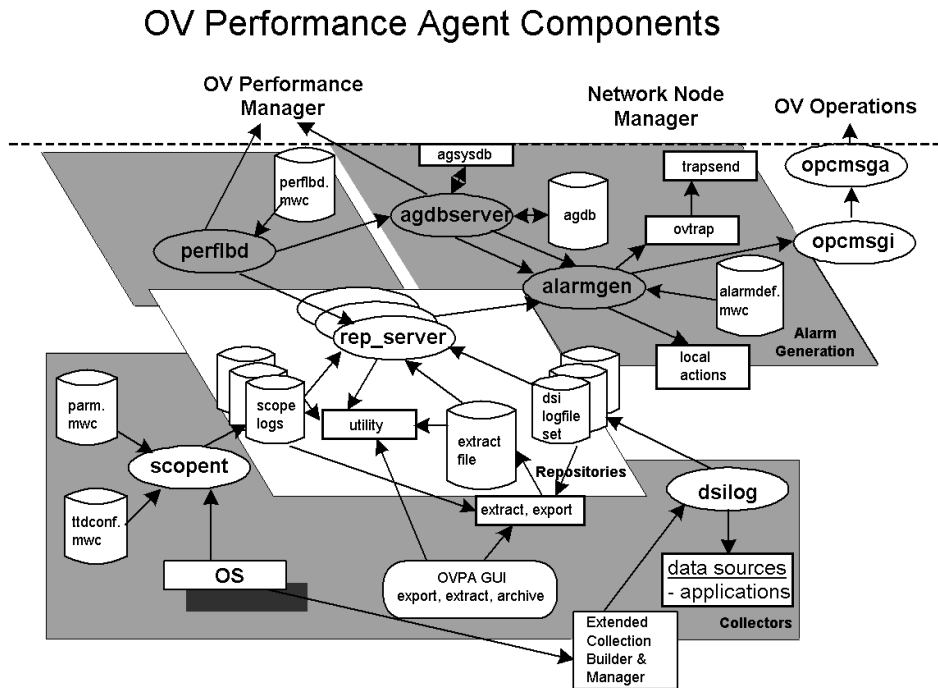 OV Performance Agent Components
OV Performance
Manager
Network Node
Manager
OV Operations
agsysdb
trapsend
opcmsga
perflbd.
mwc
agdbserver
agdb
ovtrap
opcmsgi
perflbd
alarmgen
alarmdef.
mwc
rep_server
Alarm
Generation
local
actions
parm.
mwc
scope
logs
utility
extract
file
dsi
logfile
set
Repositories
scopent
dsilog
ttdconf.
mwc
extract, export
OS
OVPA GUI
export, extract, archive
data sources
- applications
Extended
Collection
Builder &
Manager
Collectors